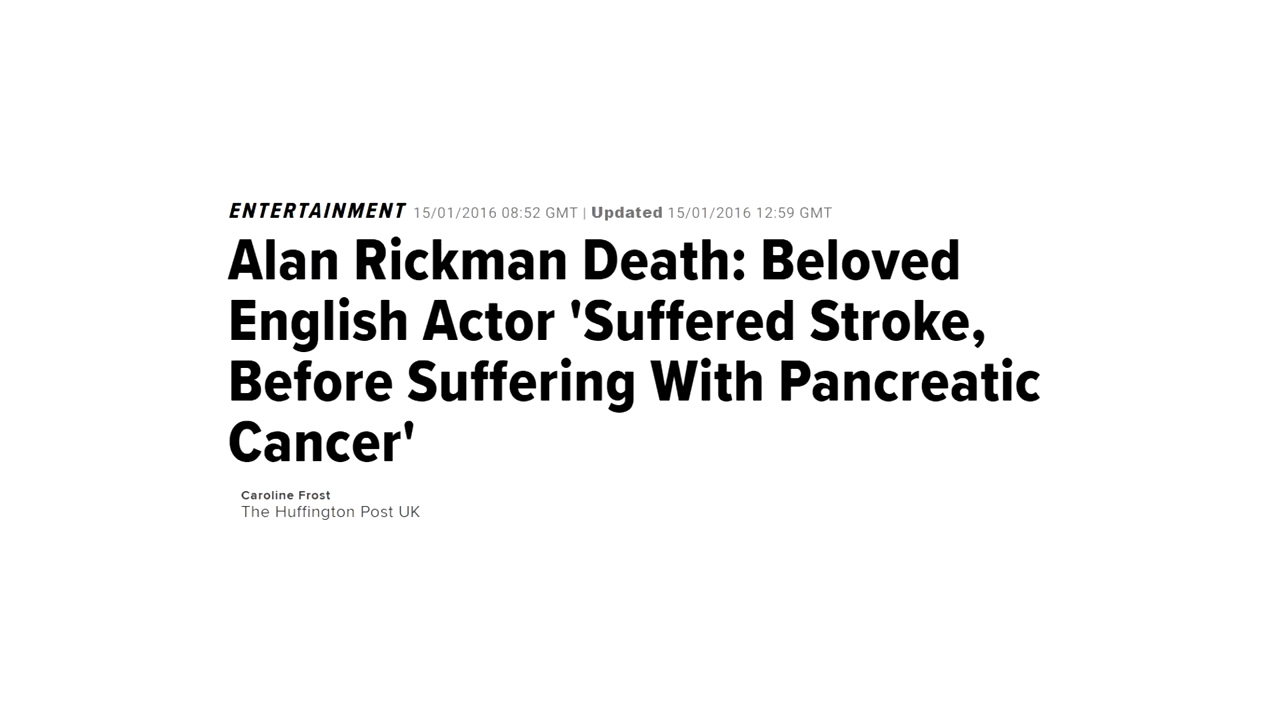 ENTERTAINMENT 15/01/2016 08:52 GMT | Updated 15/01/2016 12:59 GMT
Alan Rickman Death: Beloved
English Actor 'Suffered Stroke,
Before Suffering With Pancreatic
Cancer'
Caroline Frost
The Huffington Post UK